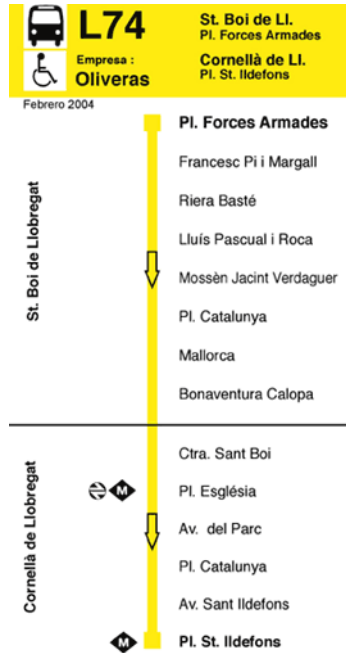 L74
St. Boi de Ll.
Pl. Forces Armades
Empresa :
Oliveras
Cornellà de Ll.
Pl. St. Ildefons
Febrero 2004
St. Boi de Llobregat
Pl. Forces Armades
Francesc Pi i Margall
Riera Basté
Lluís Pascual i Roca
Mossèn Jacint Verdaguer
Pl. Catalunya
Mallorca
Bonaventura Calopa
Cornellà de Llobregat
Ctra. Sant Boi
M
Pl. Església
Av. del Parc
Pl. Catalunya
Av. Sant Ildefons
M
Pl. St. Ildefons